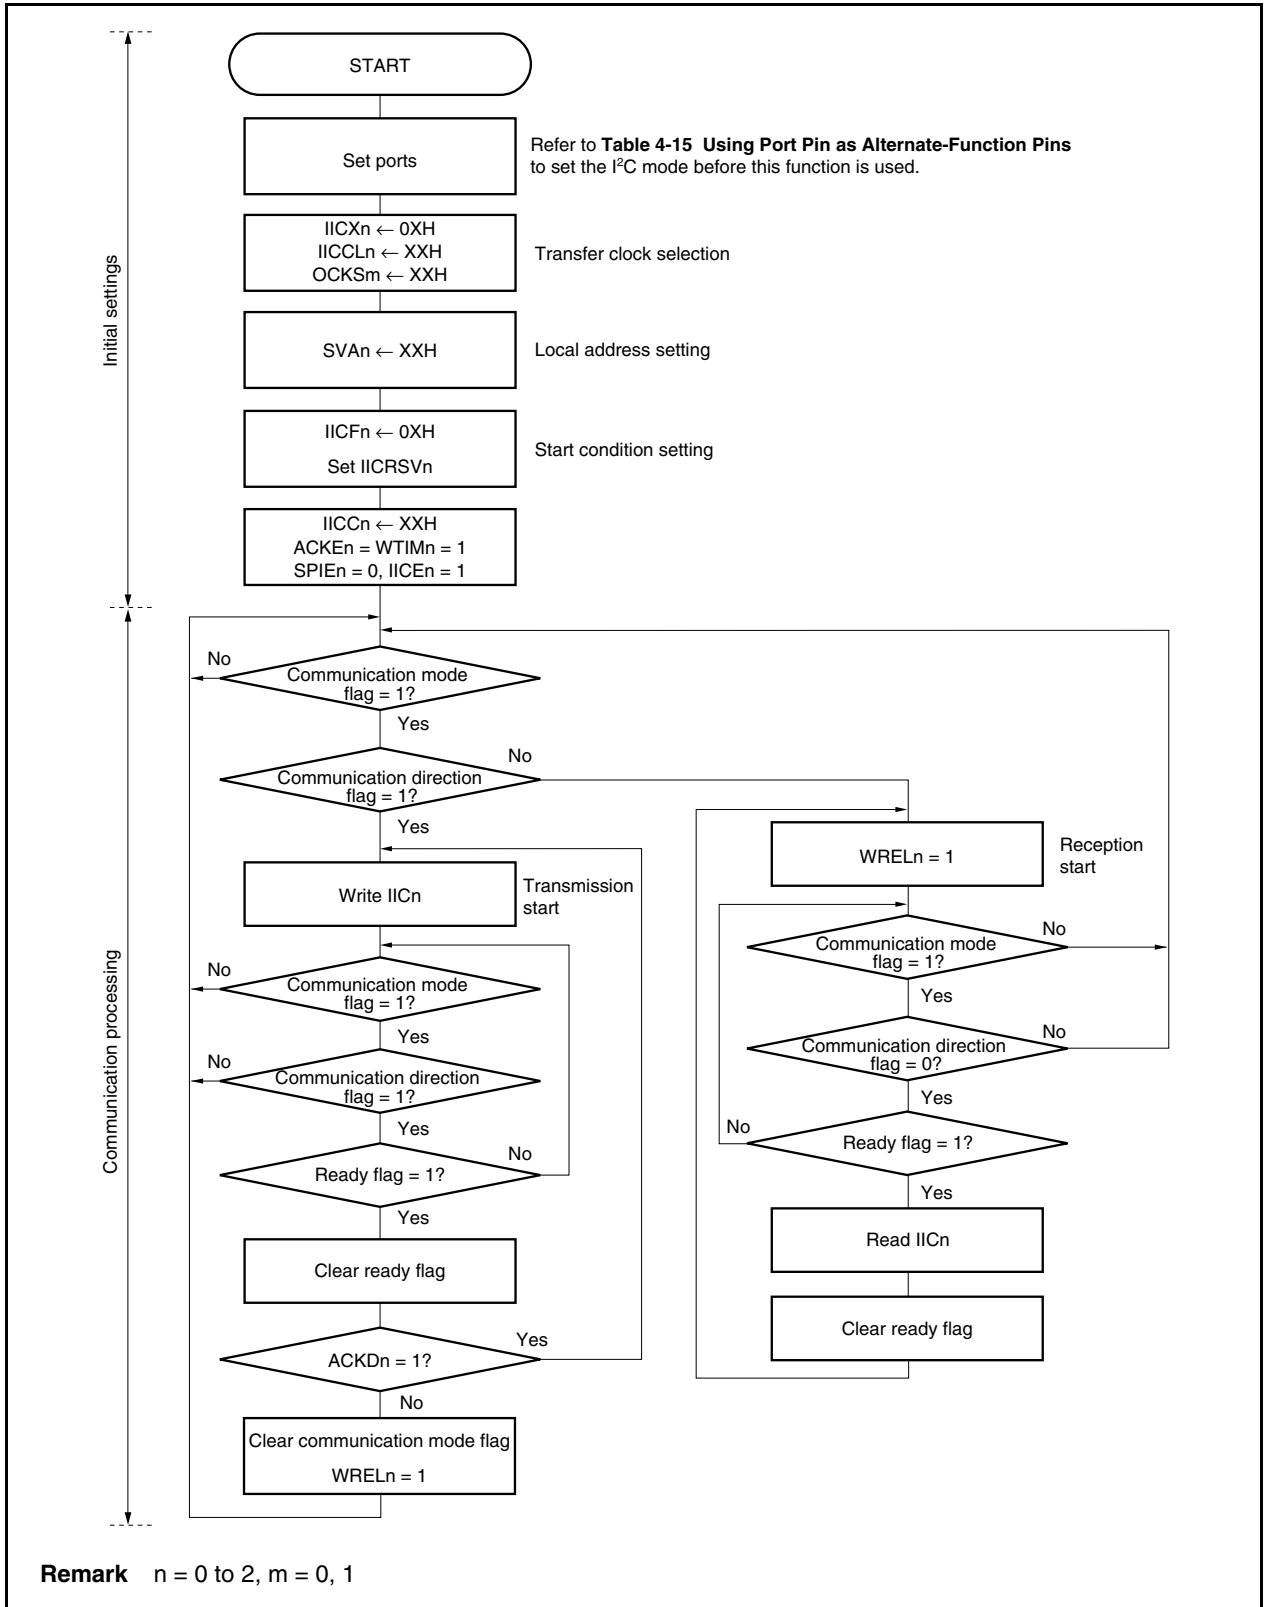 START
Set ports
Refer to Table 4-15 Using Port Pin as Alternate-Function Pins
to set the I²C mode before this function is used.
IICXn ← 0XH
IICCLn ← XXH
OCKSm ← XXH
Transfer clock selection
Initial settings
SVAn ← XXH
Local address setting
IICFn ← 0XH
Set IICRSVn
Start condition setting
IICCn ← XXH
ACKEn = WTIMn = 1
SPIEn = 0, IICEn = 1
Communication processing
No
Communication mode
flag = 1?
Yes
No
Communication direction
flag = 1?
Yes
Write IICn
Transmission
start
No
Communication mode
flag = 1?
Yes
No
Communication direction
flag = 1?
Yes
No
Ready flag = 1?
Yes
Clear ready flag
Yes
ACKDn = 1?
No
Clear communication mode flag
WRELn = 1
WRELn = 1
Reception
start
No
Communication mode
flag = 1?
Yes
No
Communication direction
flag = 0?
Yes
No
Ready flag = 1?
Yes
Read IICn
Clear ready flag
Remark n = 0 to 2, m = 0, 1